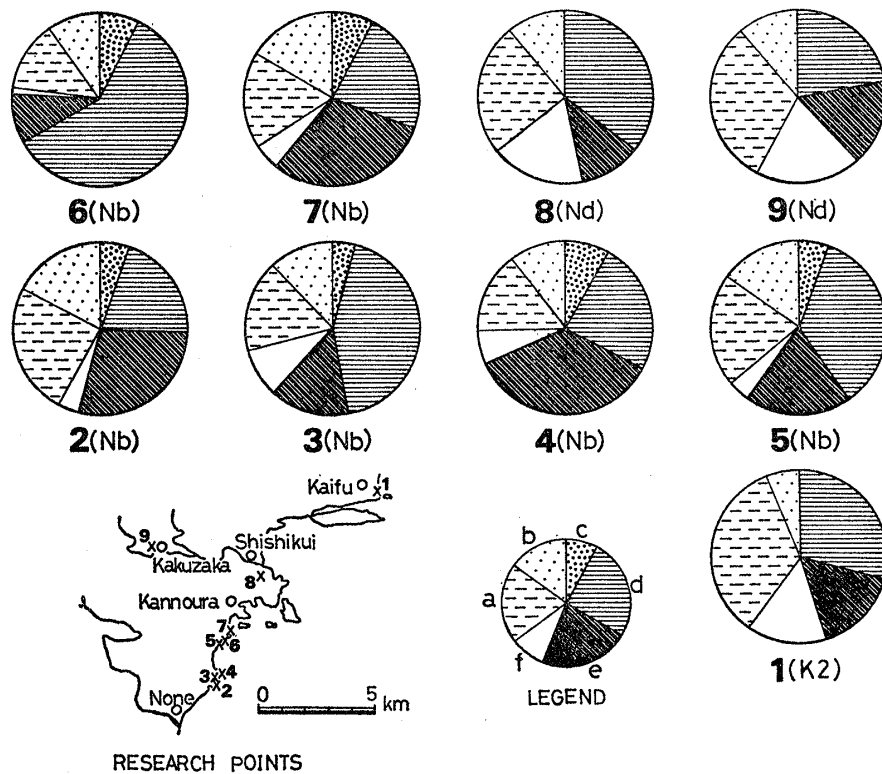 6(Nb) 7(Nb) 8(Nd) 9(Nd)
2(Nb) 3(Nb) 4(Nb) 5(Nb)
Kaifu 1
9 Shishikui
Kakuzaka
8
Kannoura
7
5 6
3 4
2
None
0 5
km
RESEARCH POINTS
b c
a d
f e
LEGEND
1(K2)